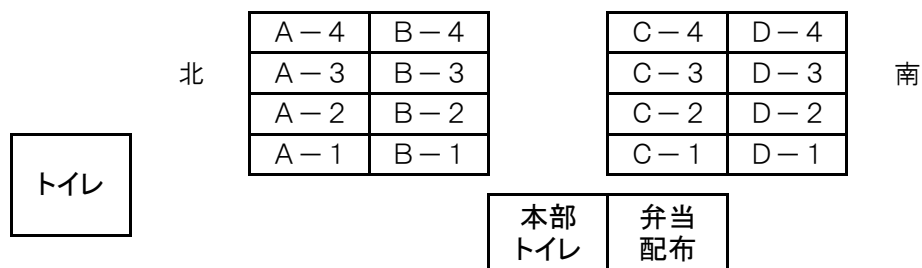 A－4 B－4 C－4 D－4
北 A－3 B－3 C－3 D－3 南
A－2 B－2 C－2 D－2
A－1 B－1 C－1 D－1
トイレ
本部 弁当
トイレ 配布